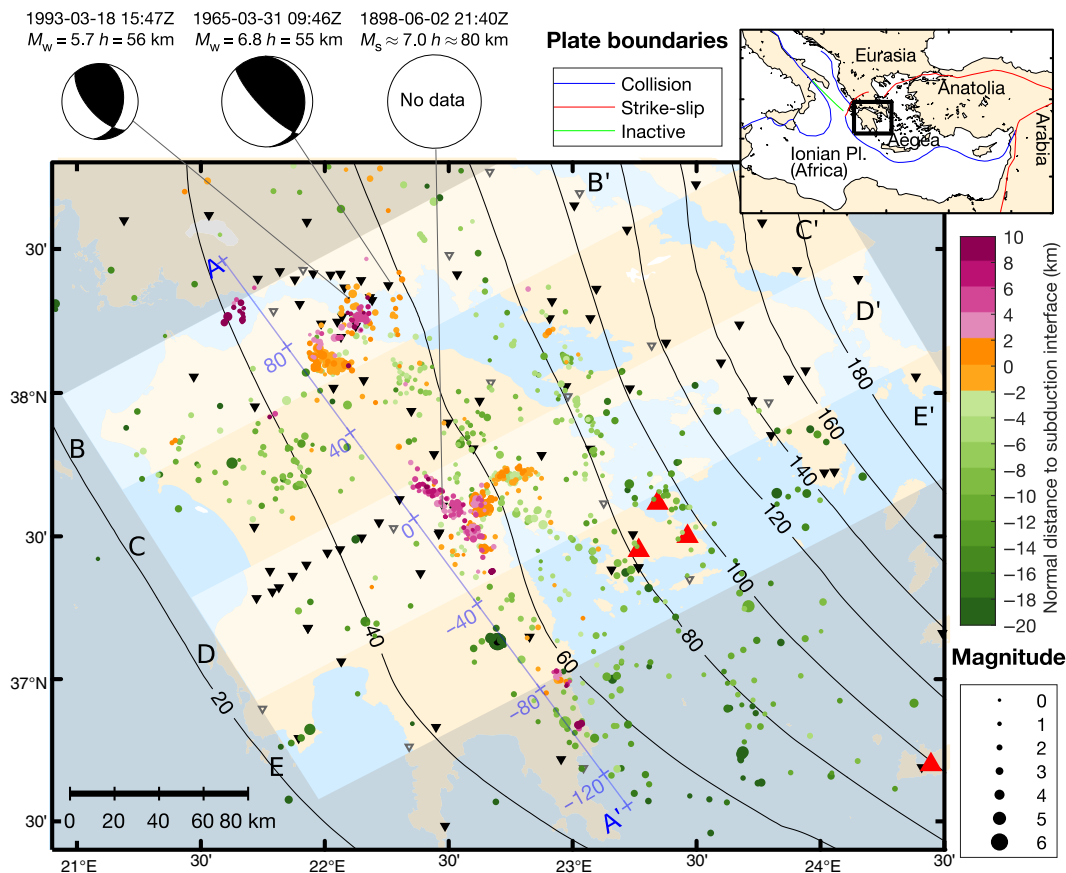 1993-03-18 15:47Z
Mw = 5.7 h = 56 km
1965-03-31 09:46Z
Mw = 6.8 h = 55 km
1898-06-02 21:40Z
Ms ≈ 7.0 h ≈ 80 km
No data
Plate boundaries
Collision
Strike-slip
Inactive
Eurasia
Anatolia
Aegea
Ionian Pl.
(Africa)
Arabia
B'
C'
D'
E'
A
B
C
D
E
A'
80
40
0
−40
−80
−120
20
40
60
80
100
120
140
160
180
30'
38°N
30'
37°N
30'
21°E
30'
22°E
30'
23°E
30'
24°E
30'
0 20 40 60 80 km
10
8
6
4
2
0
−2
−4
−6
−8
−10
−12
−14
−16
−18
−20
Normal distance to subduction interface (km)
Magnitude
0
1
2
3
4
5
6